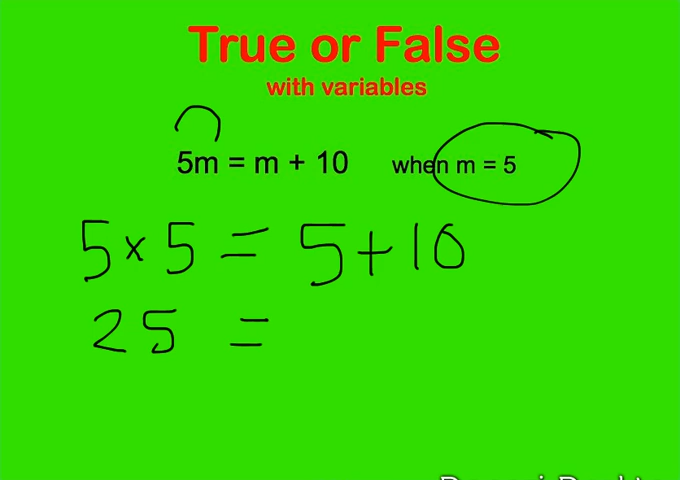 True or False
with variables
5m = m + 10 when m = 5
5 × 5 = 5 + 10
25 =